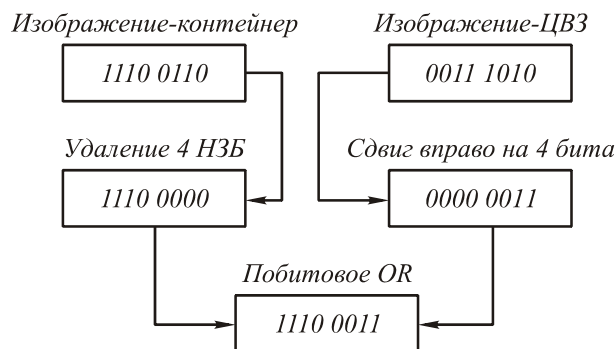 Изображение-контейнер Изображение-ЦВЗ
1110 0110 0011 1010
Удаление 4 НЗБ Сдвиг вправо на 4 бита
1110 0000 0000 0011
Побитовое OR
1110 0011